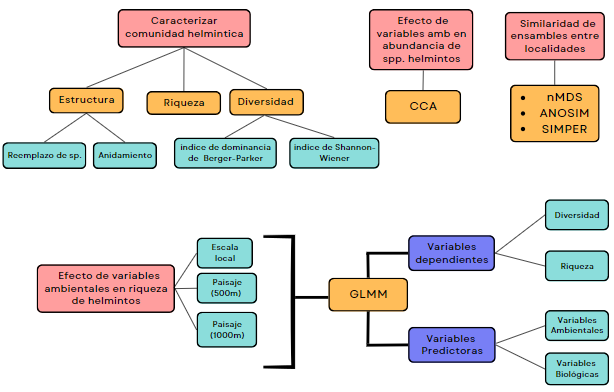 Caracterizar
comunidad helmintica
Estructura
Riqueza
Diversidad
Reemplazo de sp.
Anidamiento
indice de dominancia
de Berger-Parker
indice de Shannon-
Wiener
Efecto de
variables amb en
abundancia de
spp. helmintos
CCA
Similaridad de
ensambles entre
localidades
• nMDS
• ANOSIM
• SIMPER
Efecto de variables
ambientales en riqueza
de helmintos
Escala
local
Paisaje
(500m)
Paisaje
(1000m)
GLMM
Variables
dependientes
Diversidad
Riqueza
Variables
Predictoras
Variables
Ambientales
Variables
Biológicas